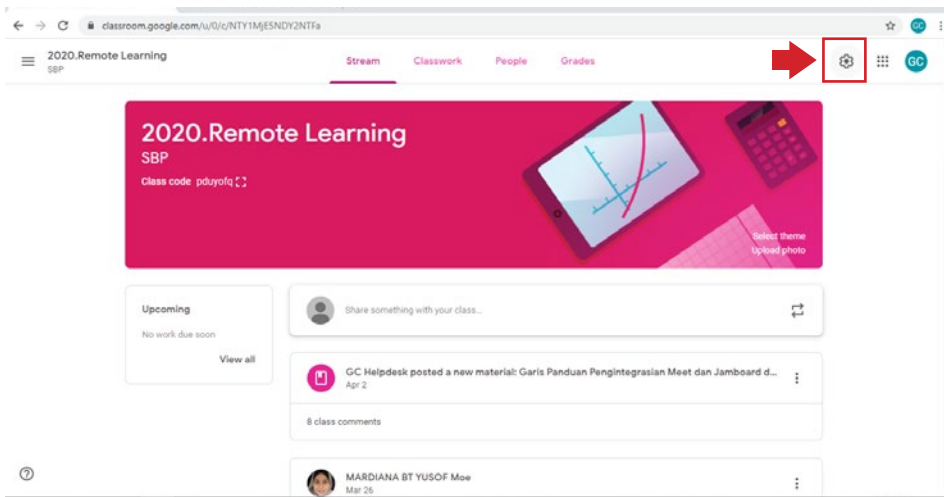 classroom.google.com/u/0/c/NTY1MjE5NDY2NTFa
GC
2020.Remote Learning
SBP
Stream
Classwork
People
Grades
GC
2020.Remote Learning
SBP
Class code pduyofq
Select theme
Upload photo
Upcoming
No work due soon
View all
Share something with your class...
GC Helpdesk posted a new material: Garis Panduan Pengintegrasian Meet dan Jamboard d...
Apr 2
8 class comments
MARDIANA BT YUSOF Moe
Mar 26